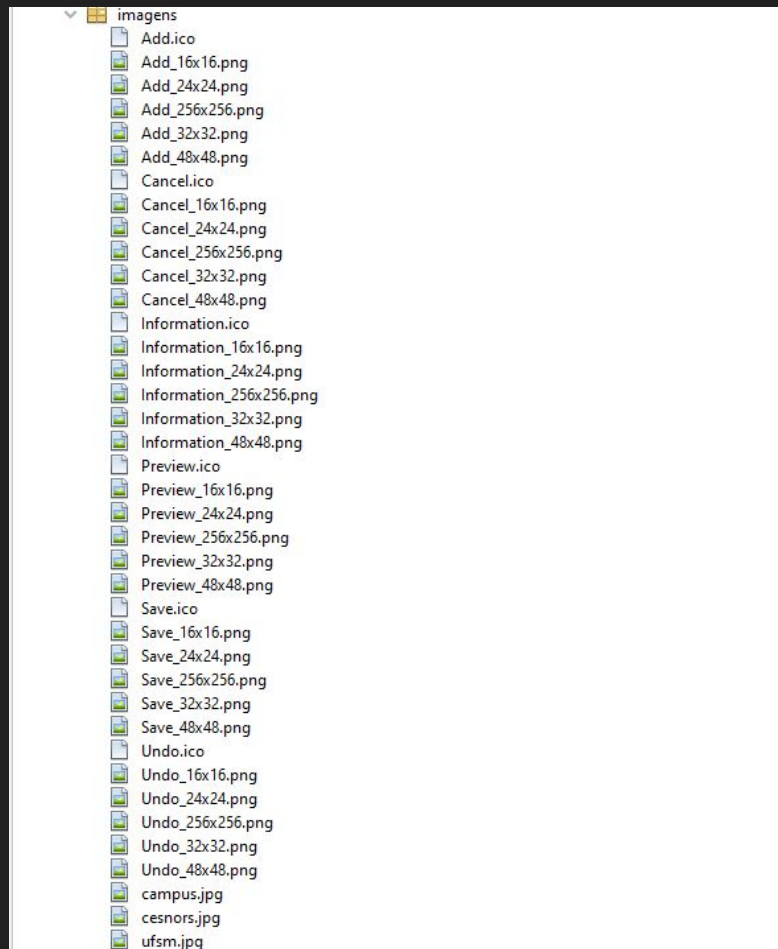 imagens
Add.ico
Add_16x16.png
Add_24x24.png
Add_256x256.png
Add_32x32.png
Add_48x48.png
Cancel.ico
Cancel_16x16.png
Cancel_24x24.png
Cancel_256x256.png
Cancel_32x32.png
Cancel_48x48.png
Information.ico
Information_16x16.png
Information_24x24.png
Information_256x256.png
Information_32x32.png
Information_48x48.png
Preview.ico
Preview_16x16.png
Preview_24x24.png
Preview_256x256.png
Preview_32x32.png
Preview_48x48.png
Save.ico
Save_16x16.png
Save_24x24.png
Save_256x256.png
Save_32x32.png
Save_48x48.png
Undo.ico
Undo_16x16.png
Undo_24x24.png
Undo_256x256.png
Undo_32x32.png
Undo_48x48.png
campus.jpg
cesnors.jpg
ufsm.jpg